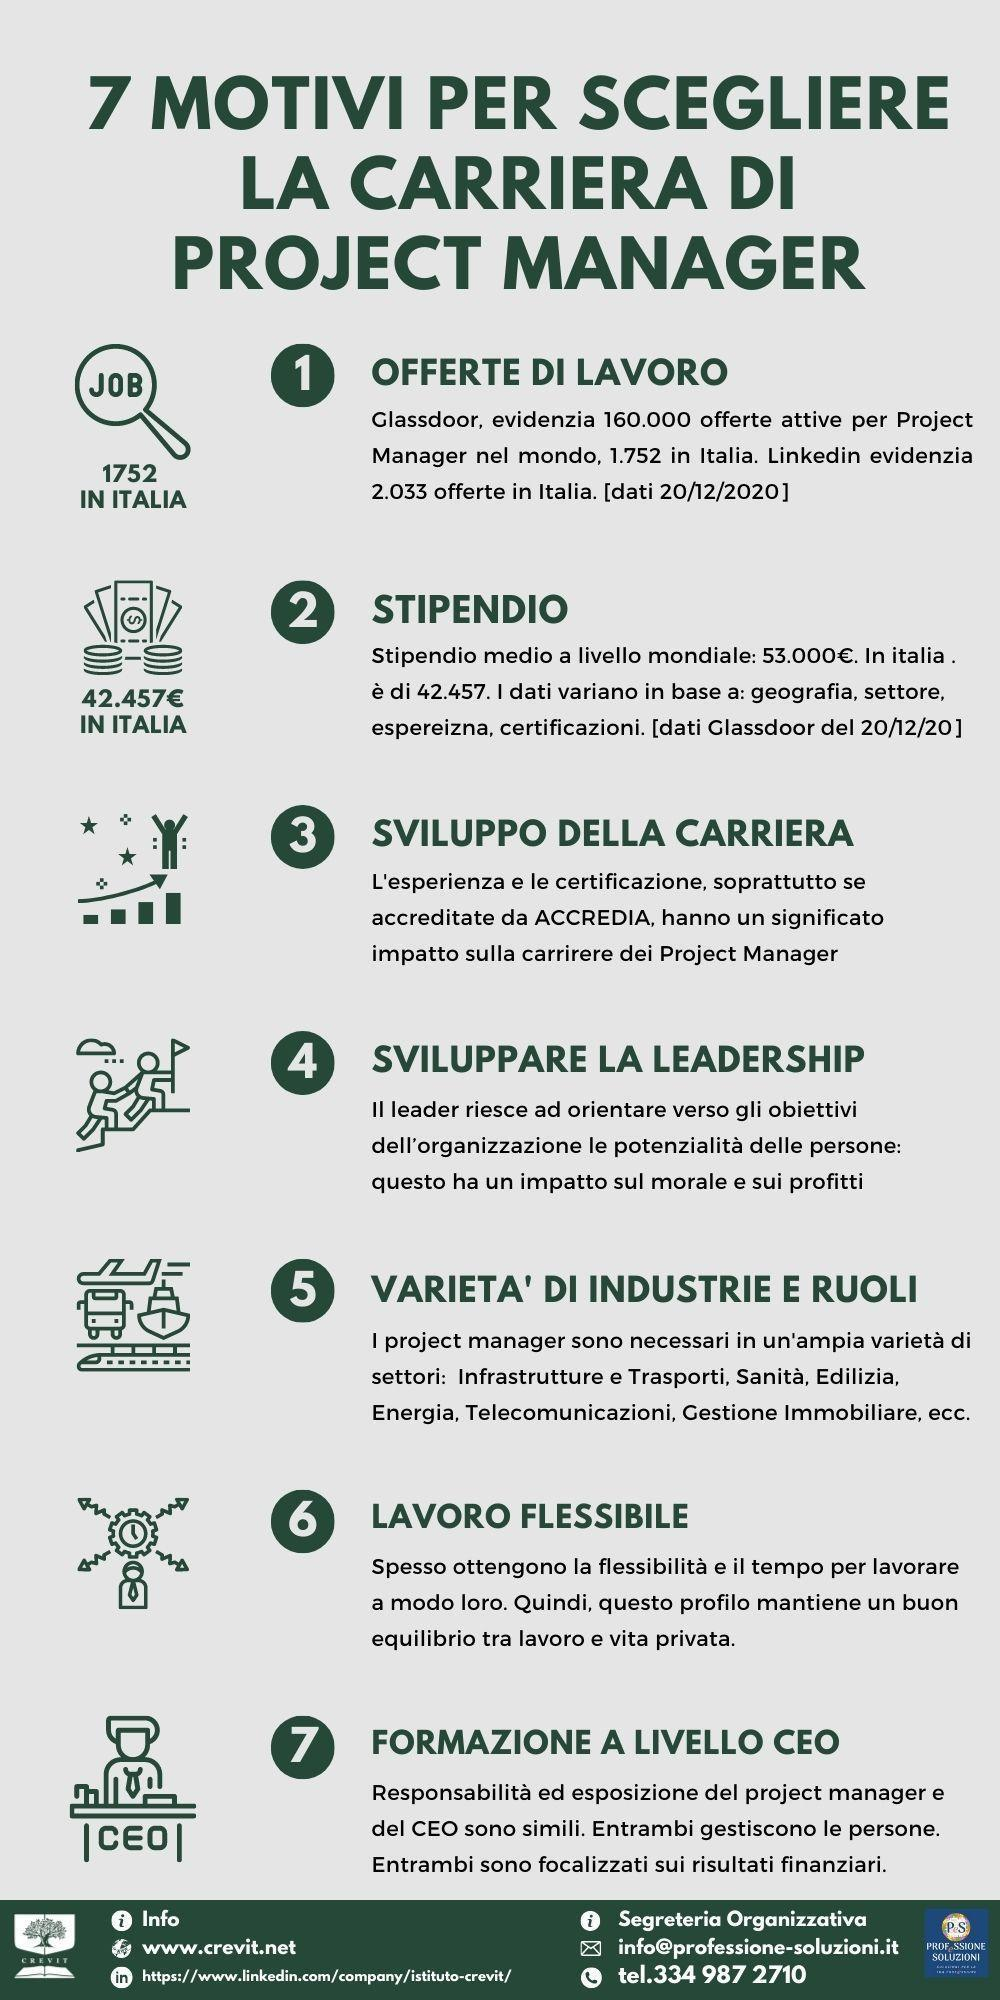 7 MOTIVI PER SCEGLIERE
LA CARRIERA DI
PROJECT MANAGER
JOB
1752
IN ITALIA
1
OFFERTE DI LAVORO
Glassdoor, evidenzia 160.000 offerte attive per Project
Manager nel mondo, 1.752 in Italia. Linkedin evidenzia
2.033 offerte in Italia. [dati 20/12/2020]
42.457€
IN ITALIA
2
STIPENDIO
Stipendio medio a livello mondiale: 53.000€. In italia .
è di 42.457. I dati variano in base a: geografia, settore,
espereizna, certificazioni. [dati Glassdoor del 20/12/20]
3
SVILUPPO DELLA CARRIERA
L'esperienza e le certificazione, soprattutto se
accreditate da ACCREDIA, hanno un significato
impatto sulla carrirere dei Project Manager
4
SVILUPPARE LA LEADERSHIP
Il leader riesce ad orientare verso gli obiettivi
dell’organizzazione le potenzialità delle persone:
questo ha un impatto sul morale e sui profitti
5
VARIETA' DI INDUSTRIE E RUOLI
I project manager sono necessari in un'ampia varietà di
settori: Infrastrutture e Trasporti, Sanità, Edilizia,
Energia, Telecomunicazioni, Gestione Immobiliare, ecc.
6
LAVORO FLESSIBILE
Spesso ottengono la flessibilità e il tempo per lavorare
a modo loro. Quindi, questo profilo mantiene un buon
equilibrio tra lavoro e vita privata.
CEO
7
FORMAZIONE A LIVELLO CEO
Responsabilità ed esposizione del project manager e
del CEO sono simili. Entrambi gestiscono le persone.
Entrambi sono focalizzati sui risultati finanziari.
CREVIT
Info
www.crevit.net
https://www.linkedin.com/company/istituto-crevit/
Segreteria Organizzativa
info@professione-soluzioni.it
tel.334 987 2710
P&S
PROFESSIONE
SOLUZIONI